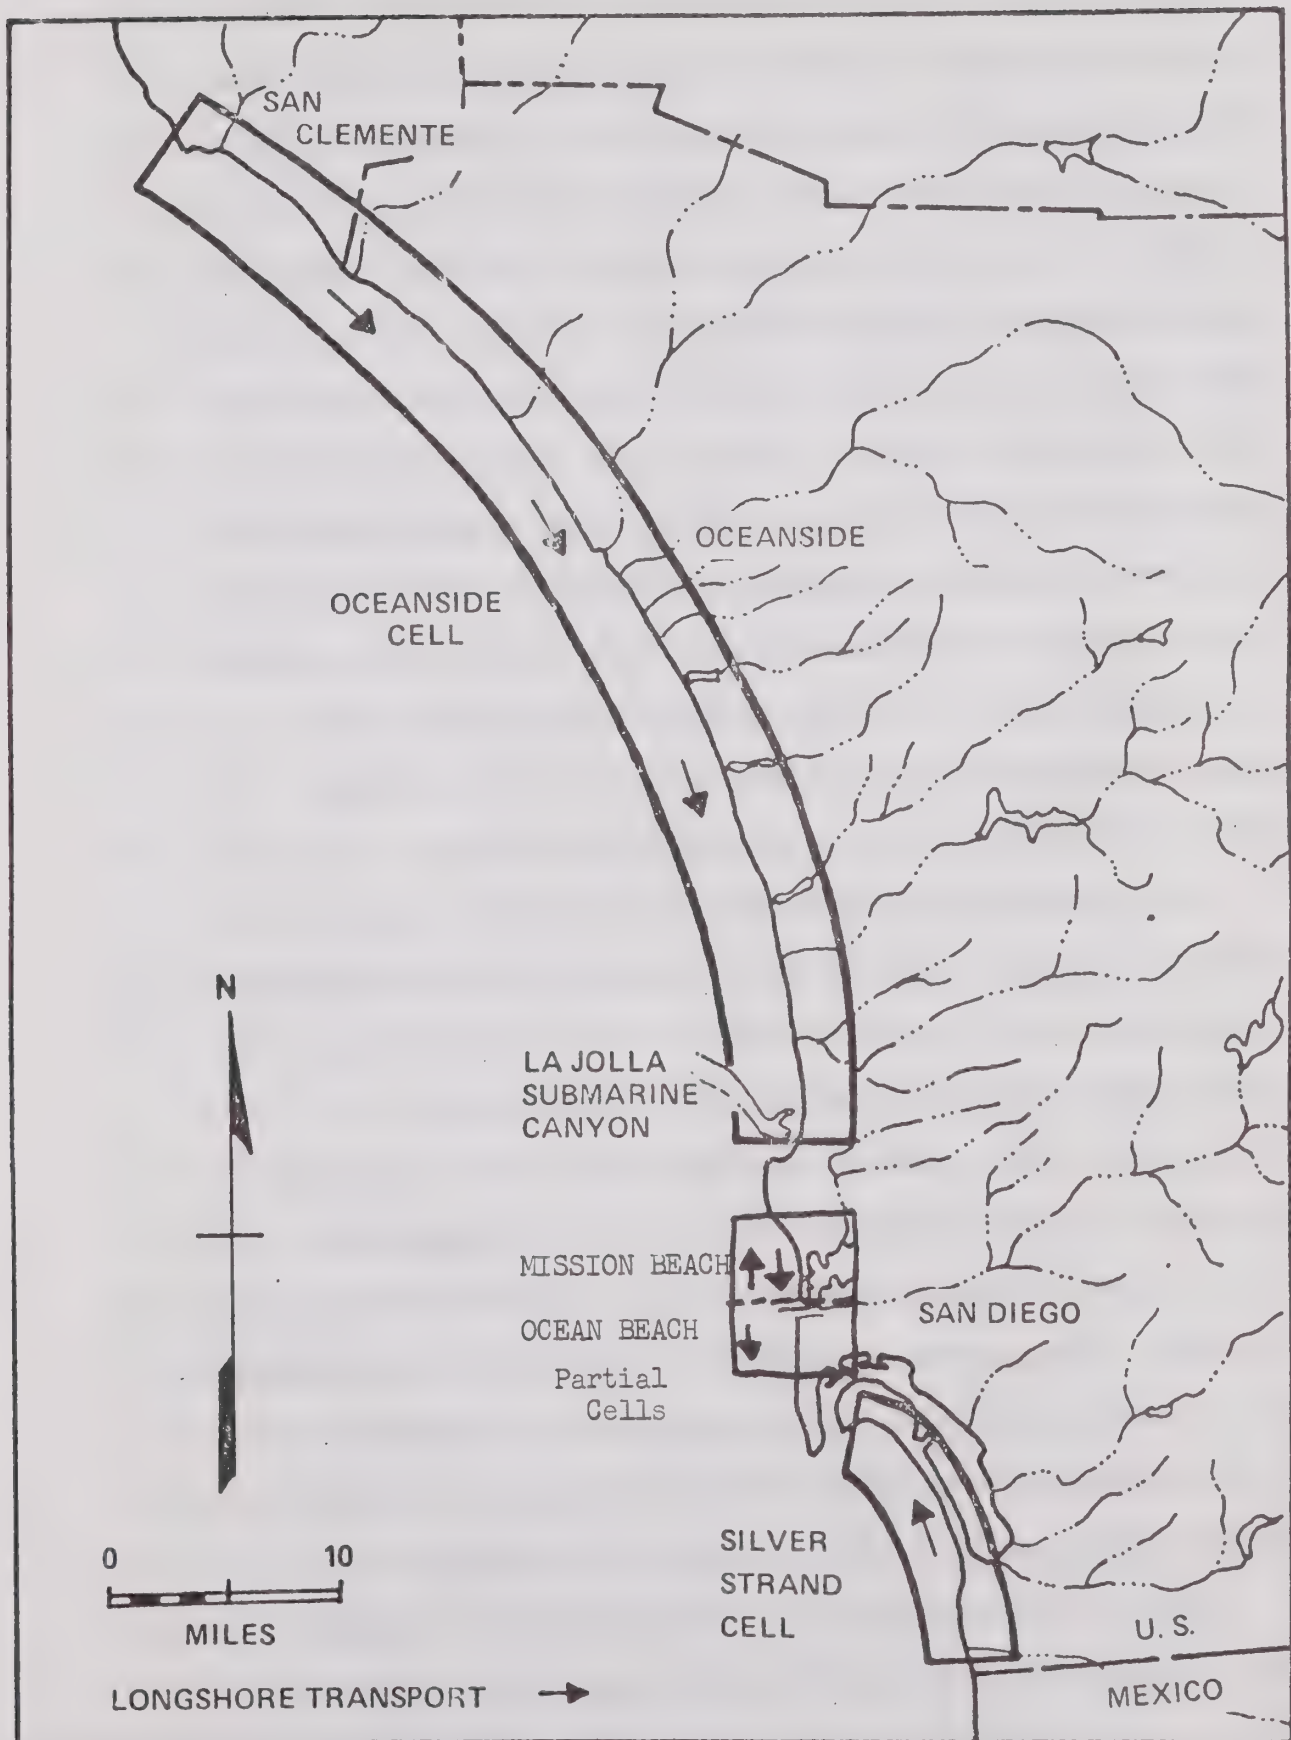 SAN
CLEMENTE
OCEANSIDE
OCEANSIDE
CELL
N
LA JOLLA
SUBMARINE
CANYON
MISSION BEACH
OCEAN BEACH
Partial
Cells
SAN DIEGO
SILVER
STRAND
CELL
0 10
MILES
U. S.
MEXICO
LONGSHORE TRANSPORT